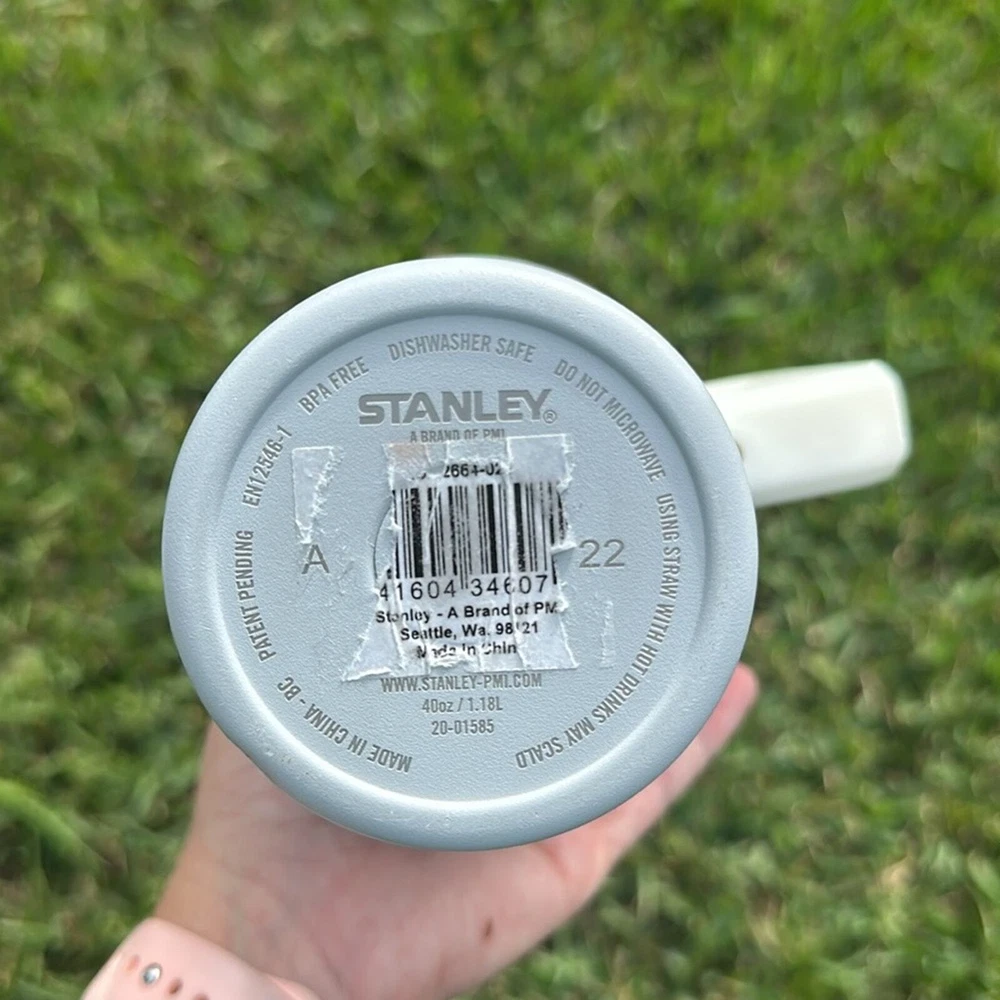 DISHWASHER SAFE
BPA FREE
DO NOT MICROWAVE
STANLEY®
A BRAND OF PMI
EN12546-1
2664-02
USING STRAW WITH HOT DRINKS MAY SCALD
PATENT PENDING
A
22
41604 34607
Stanley - A Brand of PM
Seattle, Wa. 98121
Made in Chin
WWW.STANLEY-PMI.COM
40oz / 1.18L
20-01585
MADE IN CHINA - BC